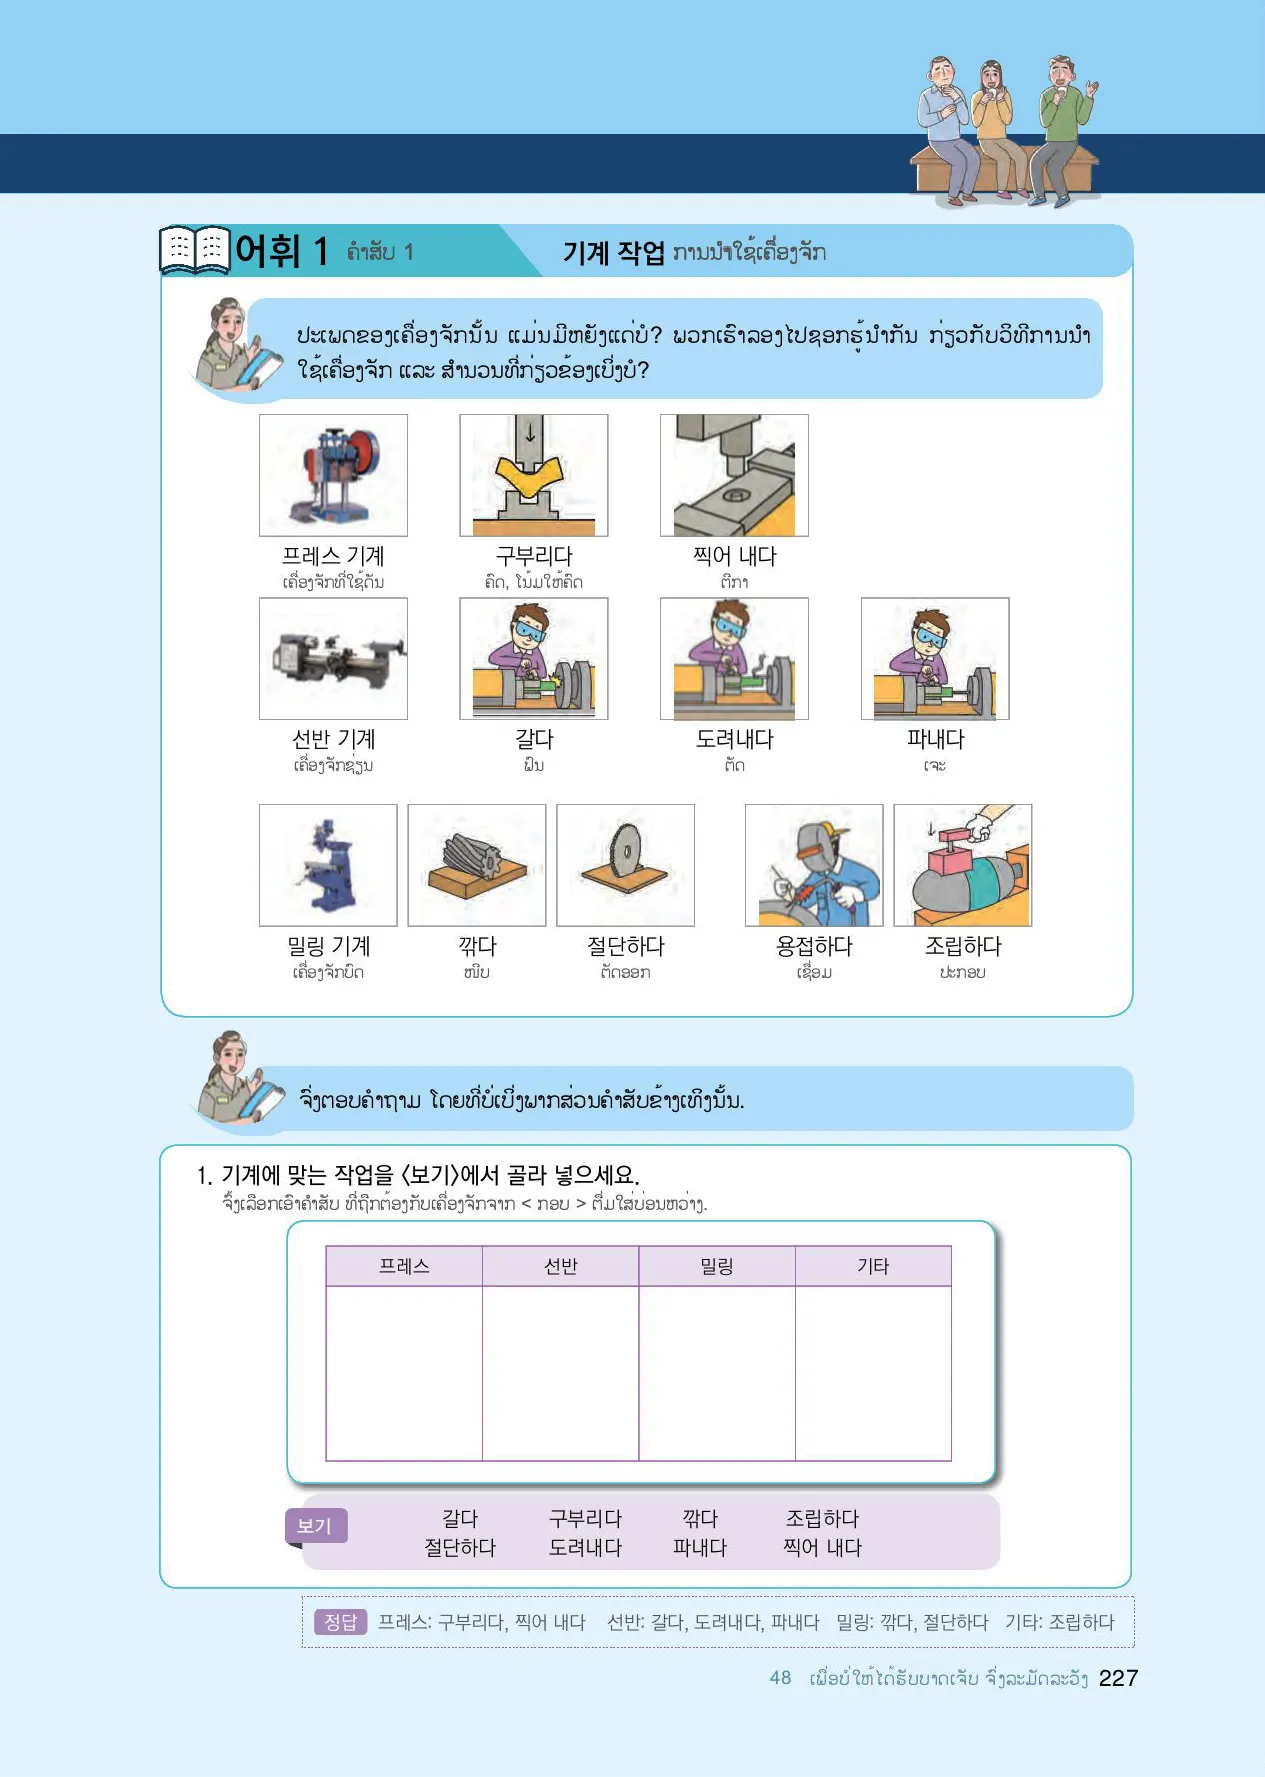 어휘 1 ຄຳສັບ 1 기계 작업 ການນຳໃຊ້ເຄື່ອງຈັກ
ປະເພດຂອງເຄື່ອງຈັກນັ້ນ ແມ່ນມີຫຍັງແດ່ບໍ? ພວກເຮົາລອງໄປຊອກຮູ້ນຳກັນ ກ່ຽວກັບວິທີການນຳ
ໃຊ້ເຄື່ອງຈັກ ແລະ ສຳນວນທີ່ກ່ຽວຂ້ອງເບິ່ງບໍ?
프레스 기계 구부리다 찍어 내다
ເຄື່ອງຈັກທີ່ໃຊ້ດັນ ຄົດ, ໂນ້ມໃຫ້ຄົດ ຕີກາ
선반 기계 갈다 도려내다 파내다
ເຄື່ອງຈັກຊ່ຽນ ຝົນ ຕັດ ເຈາະ
밀링 기계 깎다 절단하다 용접하다 조립하다
ເຄື່ອງຈັກບົດ ໜີບ ຕັດອອກ ເຊື່ອມ ປະກອບ
ຈົ່ງຕອບຄຳຖາມ ໂດຍທີ່ບໍ່ເບິ່ງພາກສ່ວນຄຳສັບຂ້າງເທິງນັ້ນ.
1. 기계에 맞는 작업을 〈보기〉에서 골라 넣으세요.
ຈົ່ງເລືອກເອົາຄຳສັບ ທີ່ຖືກຕ້ອງກັບເຄື່ອງຈັກຈາກ < ກອບ > ຕື່ມໃສ່ບ່ອນຫວ່າງ.
프레스 선반 밀링 기타
보기
갈다 구부리다 깎다 조립하다
절단하다 도려내다 파내다 찍어 내다
정답 프레스: 구부리다, 찍어 내다 선반: 갈다, 도려내다, 파내다 밀링: 깎다, 절단하다 기타: 조립하다
48 ເພື່ອບໍ່ໃຫ້ໄດ້ຮັບບາດເຈັບ ຈົ່ງລະມັດລະວັງ 227